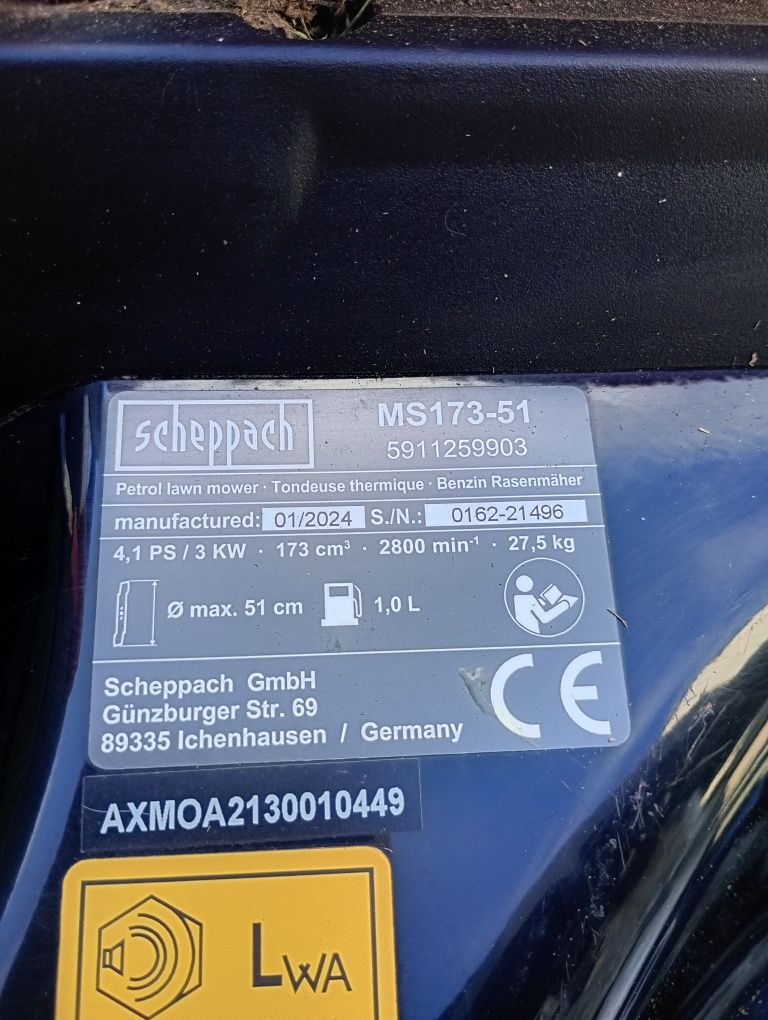 scheppach
MS173-51
5911259903
Petrol lawn mower · Tondeuse thermique · Benzin Rasenmäher
manufactured: 01/2024 S./N.: 0162-21496
4,1 PS / 3 KW · 173 cm³ · 2800 min⁻¹ · 27,5 kg
Ø max. 51 cm 1,0 L
Scheppach GmbH
Günzburger Str. 69
89335 Ichenhausen / Germany
CE
AXMOA2130010449
LWA